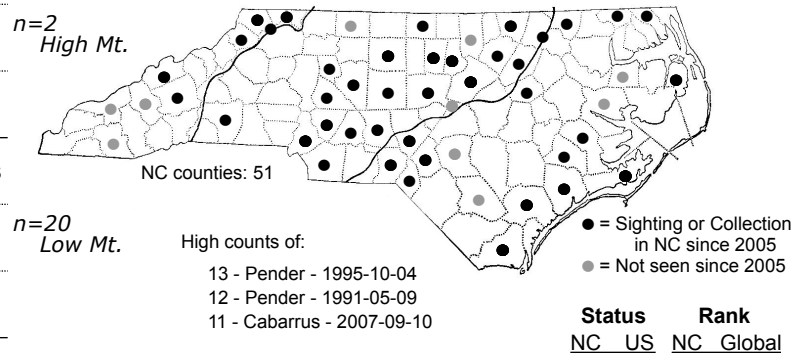 n=2
High Mt.
NC counties: 51
n=20
Low Mt.
High counts of:
13 - Pender - 1995-10-04
12 - Pender - 1991-05-09
11 - Cabarrus - 2007-09-10
● = Sighting or Collection
in NC since 2005
● = Not seen since 2005
Status Rank
NC US NC Global